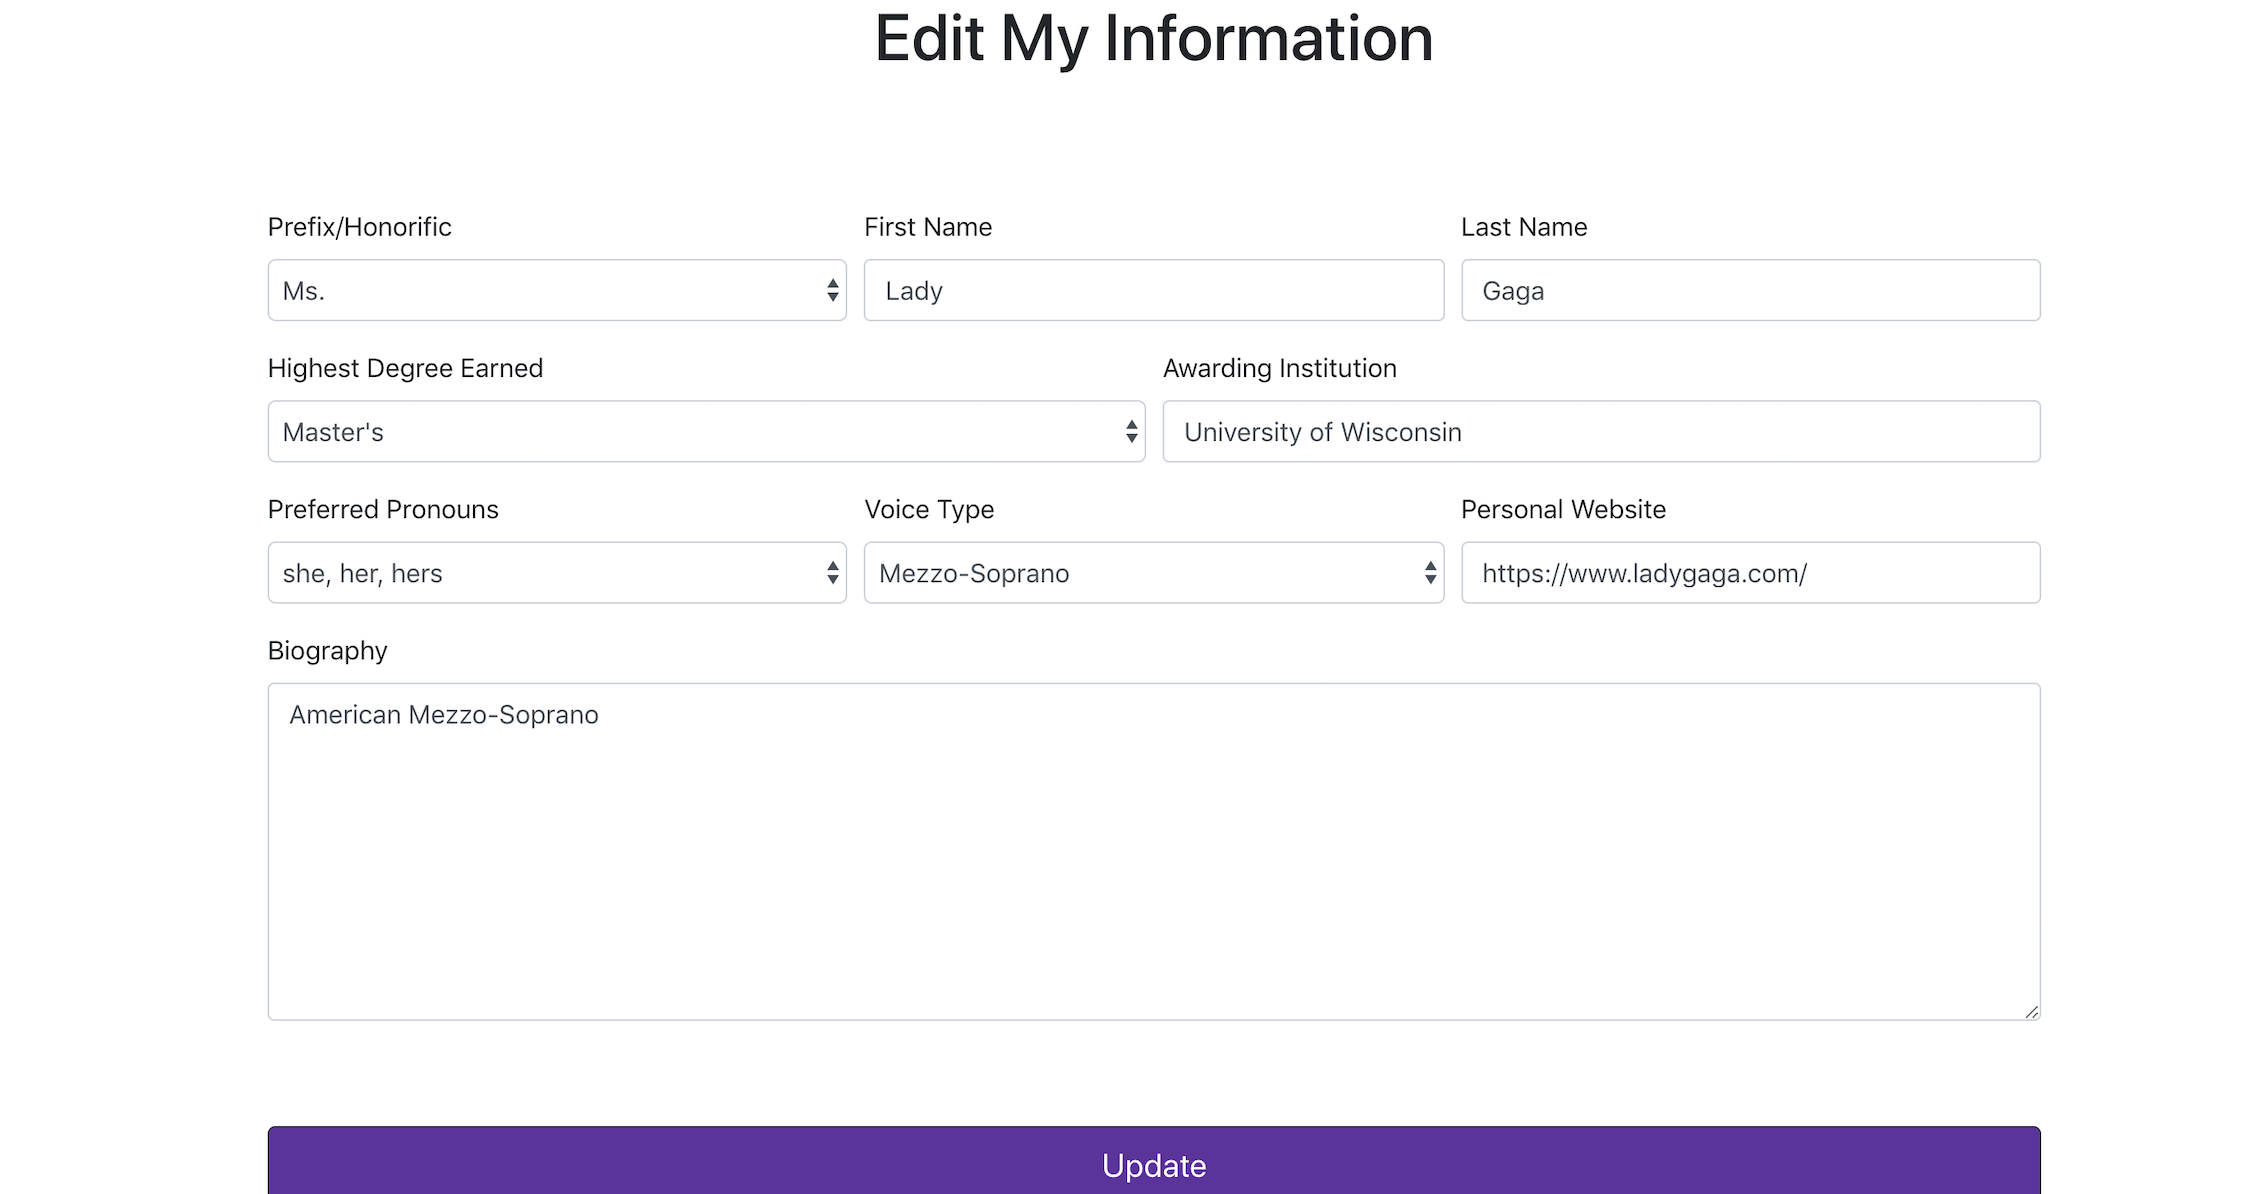 Edit My Information
Prefix/Honorific First Name Last Name
Ms. Lady Gaga
Highest Degree Earned Awarding Institution
Master's University of Wisconsin
Preferred Pronouns Voice Type Personal Website
she, her, hers Mezzo-Soprano https://www.ladygaga.com/
Biography
American Mezzo-Soprano
Update